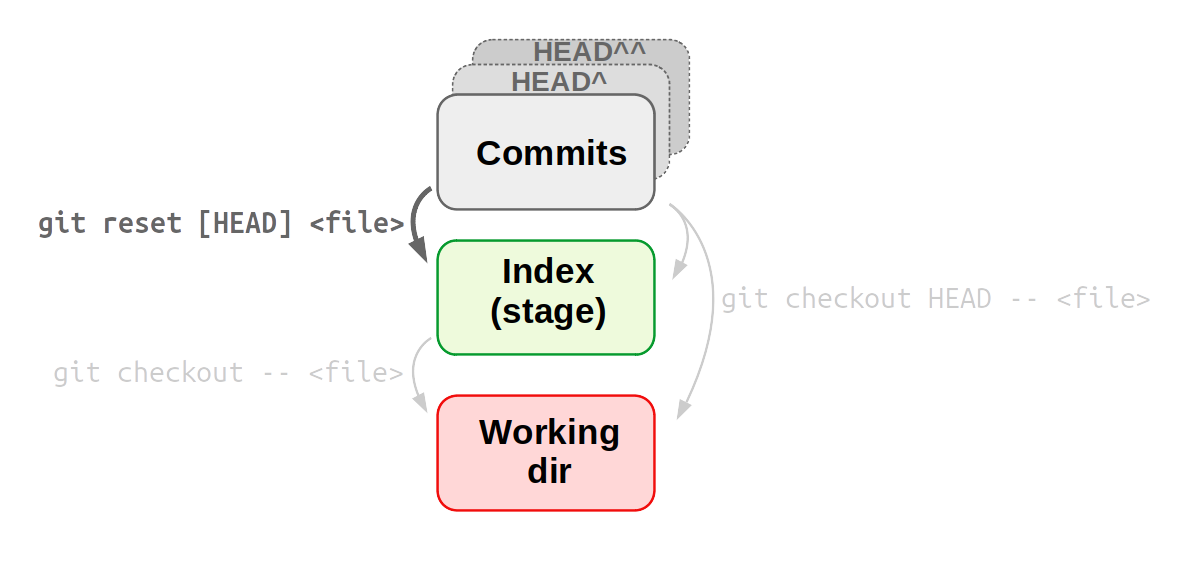 HEAD^^
HEAD^
Commits
git reset [HEAD] <file>
Index
(stage)
git checkout HEAD -- <file>
git checkout -- <file>
Working
dir